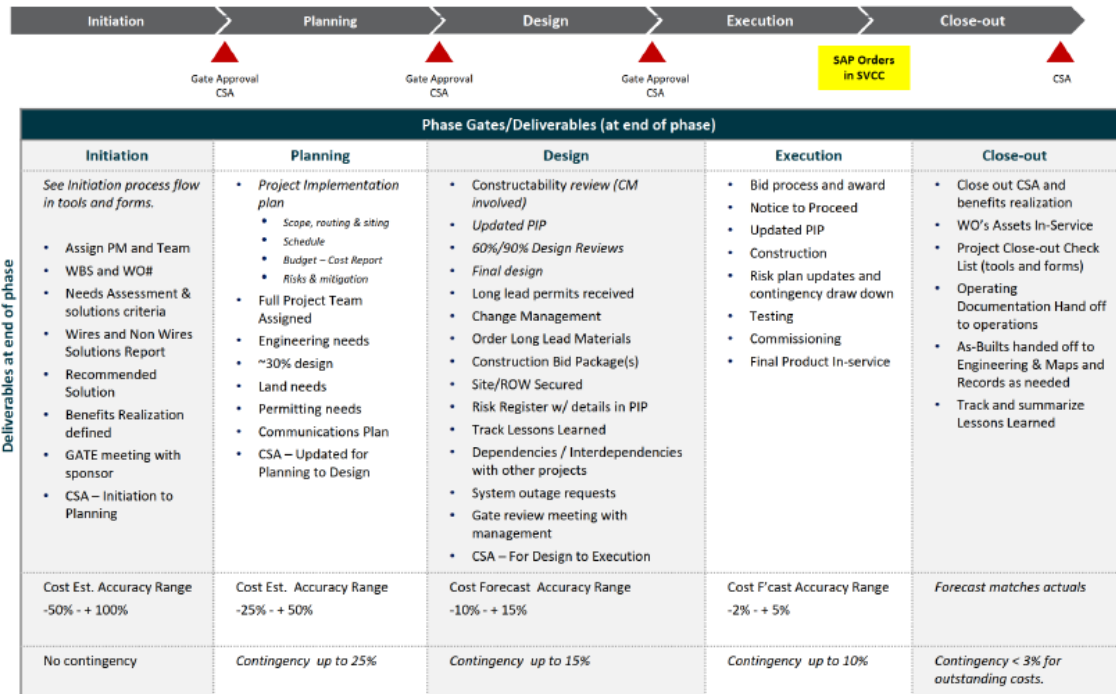 Initiation
Planning
Design
Execution
Close-out
Gate Approval
CSA
Gate Approval
CSA
Gate Approval
CSA
SAP Orders
in SVCC
CSA
Phase Gates/Deliverables (at end of phase)
Deliverables at end of phase
Initiation
See Initiation process flow
in tools and forms.
• Assign PM and Team
• WBS and WO#
• Needs Assessment &
solutions criteria
• Wires and Non Wires
Solutions Report
• Recommended
Solution
• Benefits Realization
defined
• GATE meeting with
sponsor
• CSA – Initiation to
Planning
Cost Est. Accuracy Range
-50% - + 100%
No contingency
Planning
• Project Implementation
plan
• Scope, routing & siting
• Schedule
• Budget – Cost Report
• Risks & mitigation
• Full Project Team
Assigned
• Engineering needs
• ~30% design
• Land needs
• Permitting needs
• Communications Plan
• CSA – Updated for
Planning to Design
Cost Est. Accuracy Range
-25% - + 50%
Contingency up to 25%
Design
• Constructability review (CM
involved)
• Updated PIP
• 60%/90% Design Reviews
• Final design
• Long lead permits received
• Change Management
• Order Long Lead Materials
• Construction Bid Package(s)
• Site/ROW Secured
• Risk Register w/ details in PIP
• Track Lessons Learned
• Dependencies / Interdependencies
with other projects
• System outage requests
• Gate review meeting with
management
• CSA – For Design to Execution
Cost Forecast Accuracy Range
-10% - + 15%
Contingency up to 15%
Execution
• Bid process and award
• Notice to Proceed
• Updated PIP
• Construction
• Risk plan updates and
contingency draw down
• Testing
• Commissioning
• Final Product In-service
Cost F'cast Accuracy Range
-2% - + 5%
Contingency up to 10%
Close-out
• Close out CSA and
benefits realization
• WO's Assets In-Service
• Project Close-out Check
List (tools and forms)
• Operating
Documentation Hand off
to operations
• As-Builts handed off to
Engineering & Maps and
Records as needed
• Track and summarize
Lessons Learned
Forecast matches actuals
Contingency < 3% for
outstanding costs.